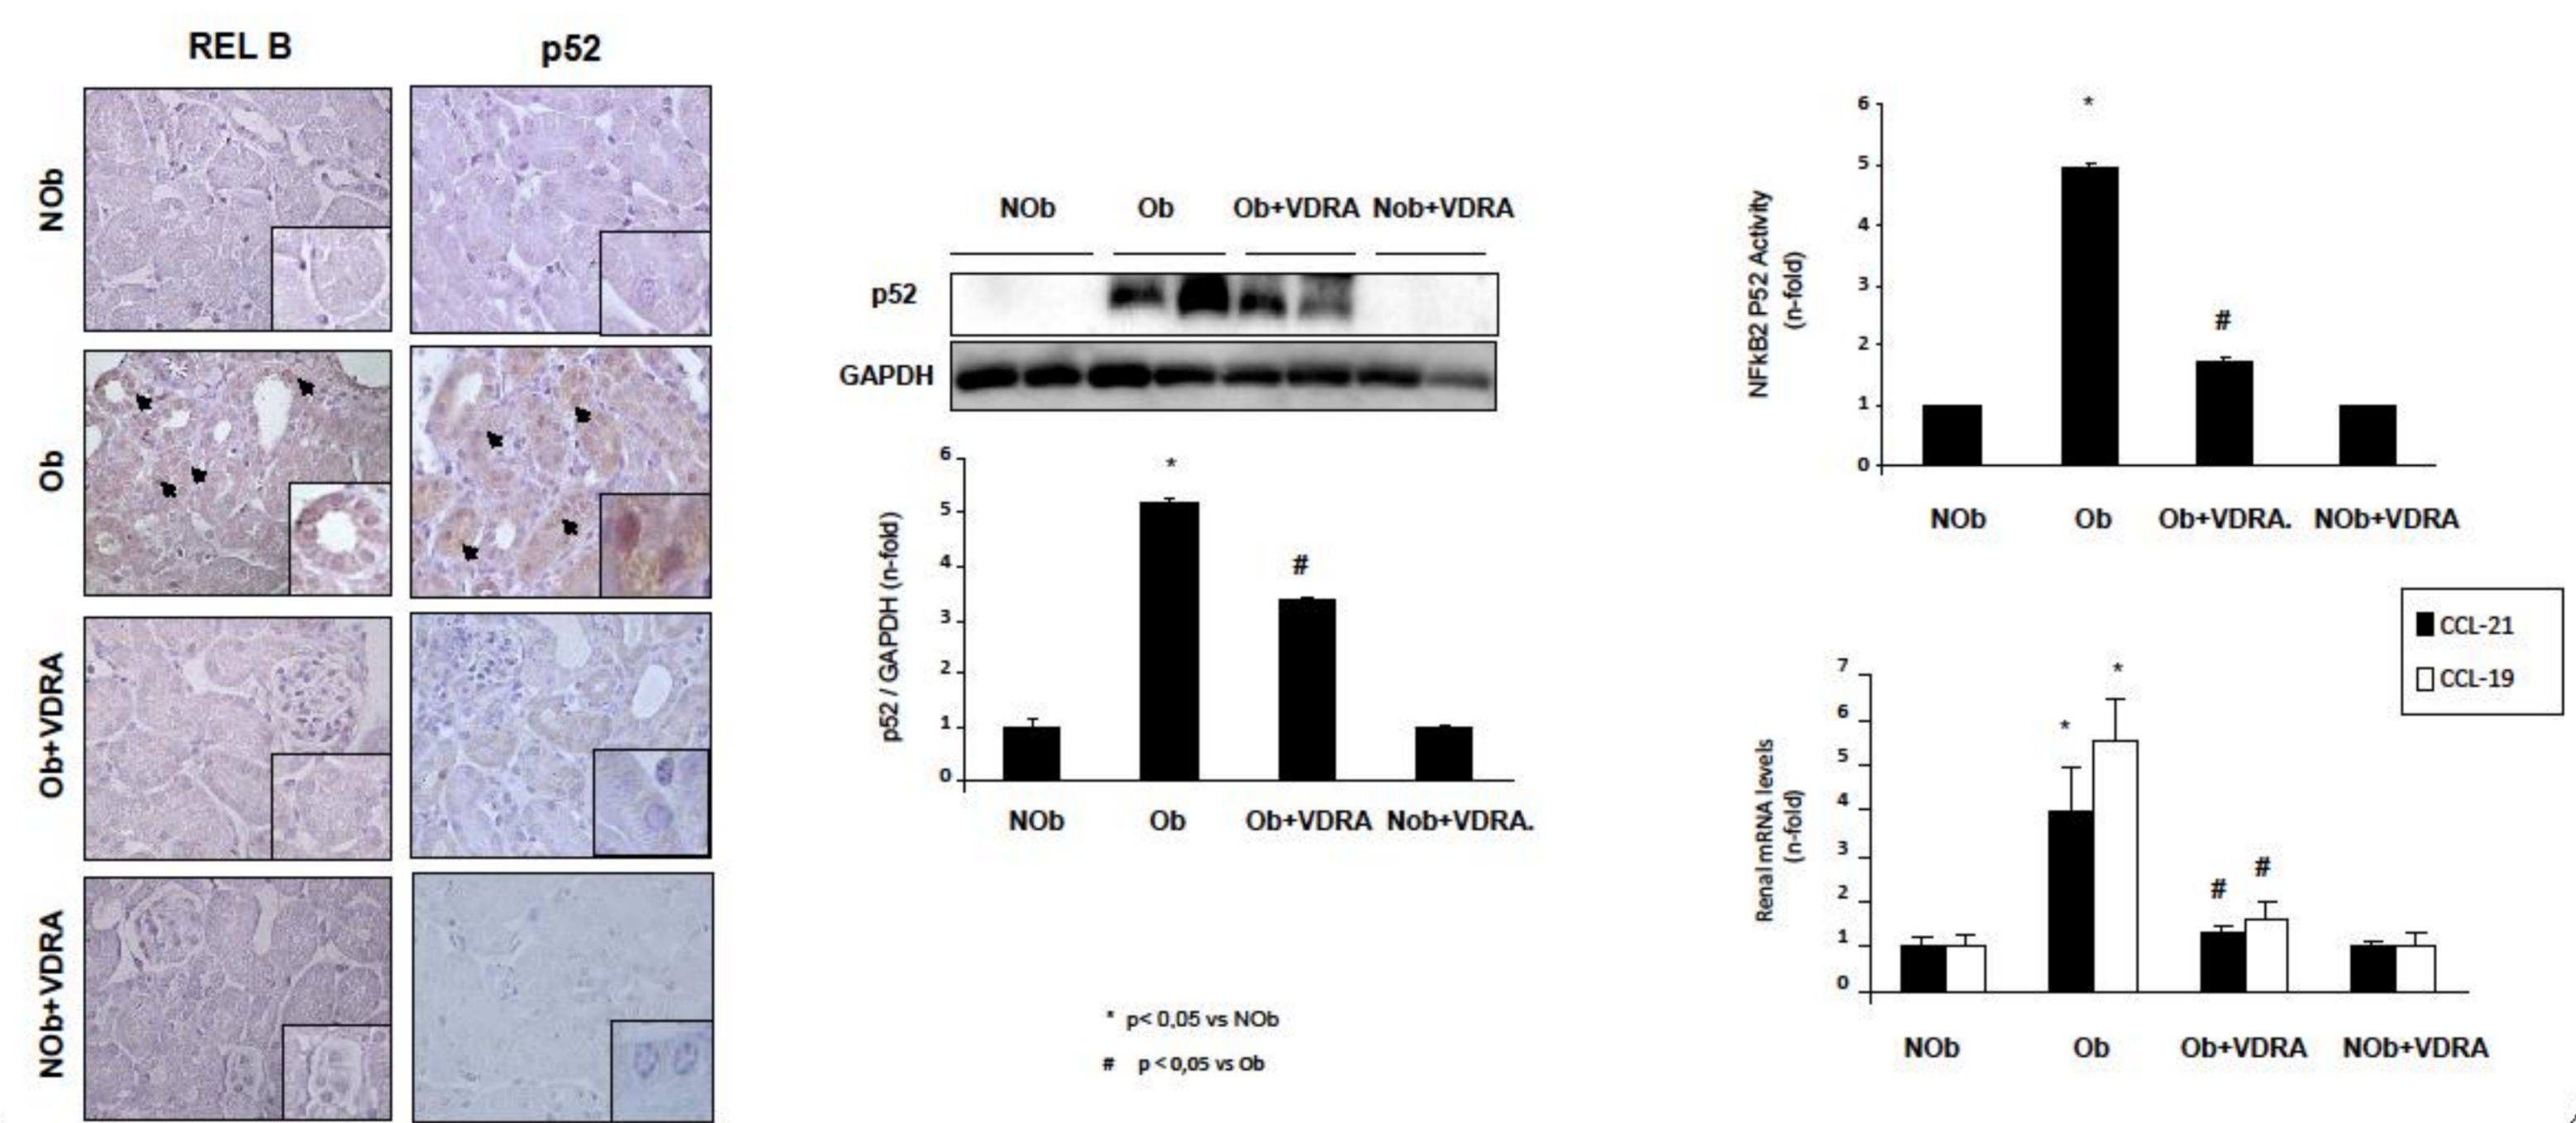 REL B
p52
NOb
Ob
Ob+VDRA
NOb+VDRA
NOb
Ob
Ob+VDRA
Nob+VDRA
p52
GAPDH
p52 / GAPDH (n-fold)
6
5
4
3
2
1
0
*
#
NOb
Ob
Ob+VDRA
Nob+VDRA.
* p< 0,05 vs NOb
# p < 0,05 vs Ob
NFkB2 P52 Activity
(n-fold)
6
5
4
3
2
1
0
*
#
NOb
Ob
Ob+VDRA.
NOb+VDRA
CCL-21
CCL-19
Renal mRNA levels
(n-fold)
7
6
5
4
3
2
1
0
*
*
#
#
NOb
Ob
Ob+VDRA
NOb+VDRA